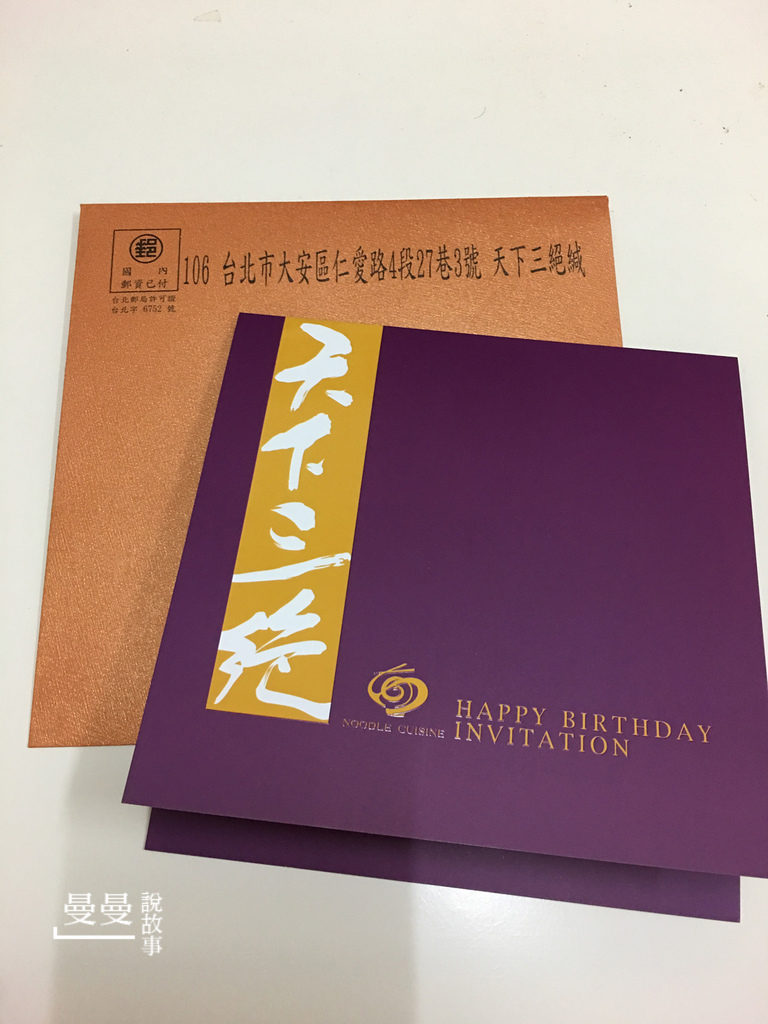 郵
國 內
郵資已付
台北郵局許可證
台北字 6752 號
106 台北市大安區仁愛路4段27巷3號 天下三絕緘
天下三絕
NOODLE CUISINE
HAPPY BIRTHDAY
INVITATION
曼曼
說故事